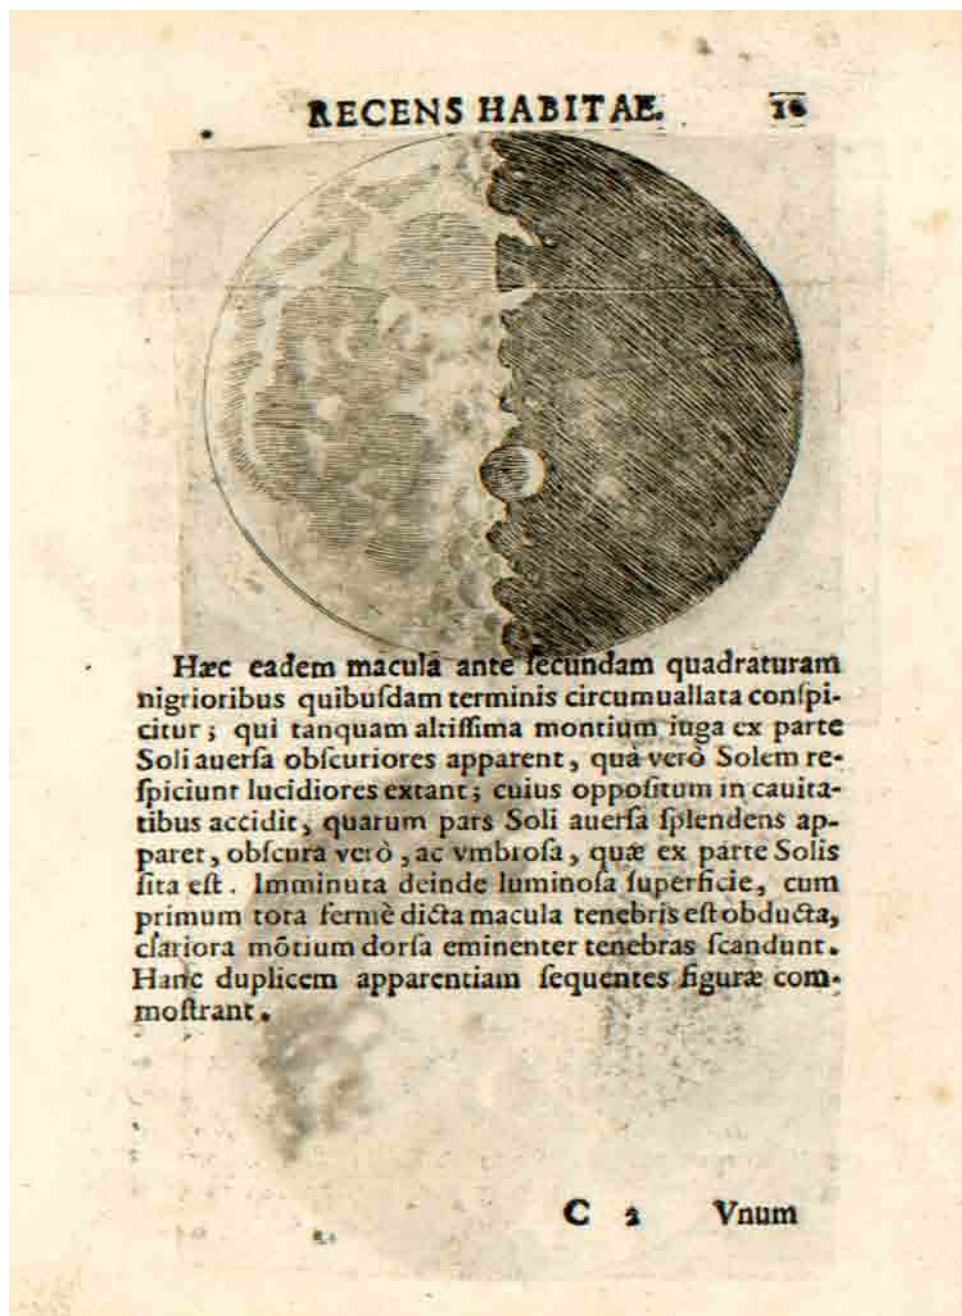 RECENS HABITAE. 10
Hæc eadem macula ante ſecundam quadraturam
nigrioribus quibuſdam terminis circumuallata conſpi-
citur; qui tanquam altiſſima montium iuga ex parte
Soli auerſa obſcuriores apparent, quà verò Solem re-
ſpiciunt lucidiores extant; cuius oppoſitum in cauita-
tibus accidit, quarum pars Soli auerſa ſplendens ap-
paret, obſcura verò, ac vmbroſa, quæ ex parte Solis
ſita eſt. Imminuta deinde luminoſa ſuperficie, cum
primum tota fermè dicta macula tenebris eſt obducta,
clariora mõtium dorſa eminenter tenebras ſcandunt.
Hanc duplicem apparentiam ſequentes figuræ com-
moſtrant.
C 2 Vnum